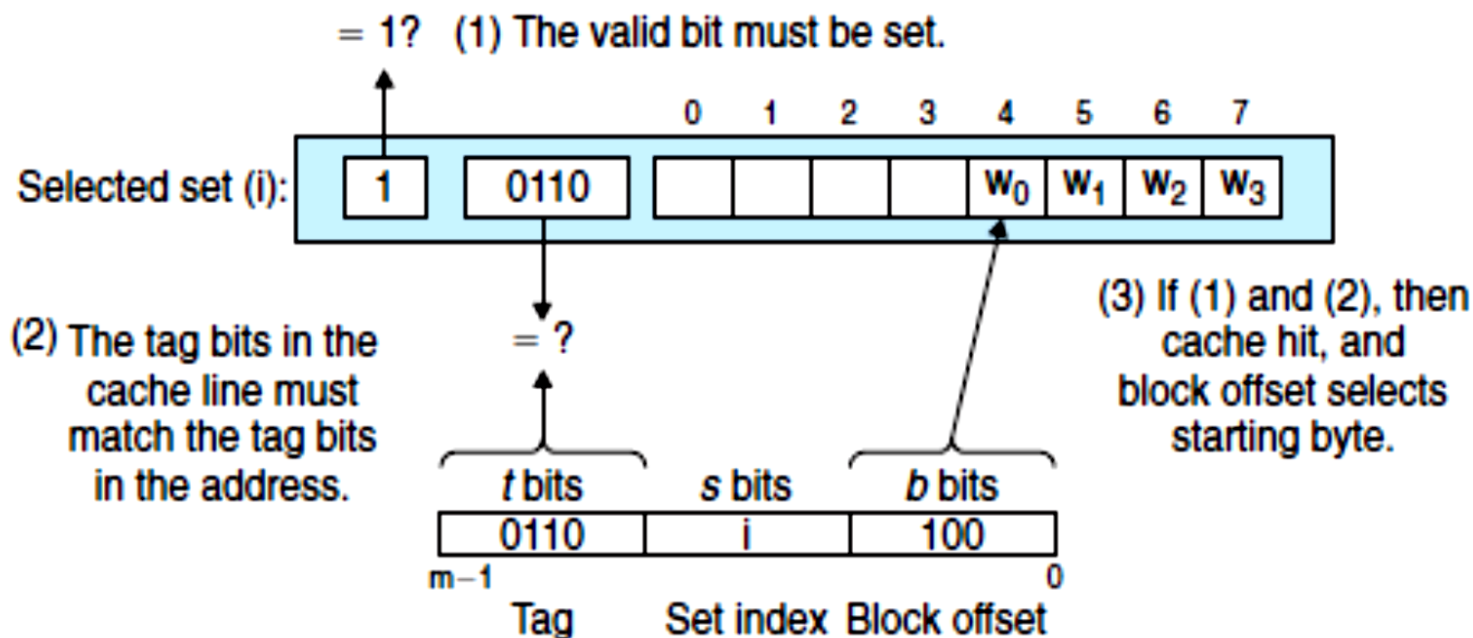 = 1? (1) The valid bit must be set.
0 1 2 3 4 5 6 7
Selected set (i): 1 0110 w0 w1 w2 w3
(2) The tag bits in the
cache line must
match the tag bits
in the address.
= ?
(3) If (1) and (2), then
cache hit, and
block offset selects
starting byte.
t bits s bits b bits
0110 i 100
m−1 0
Tag Set index Block offset